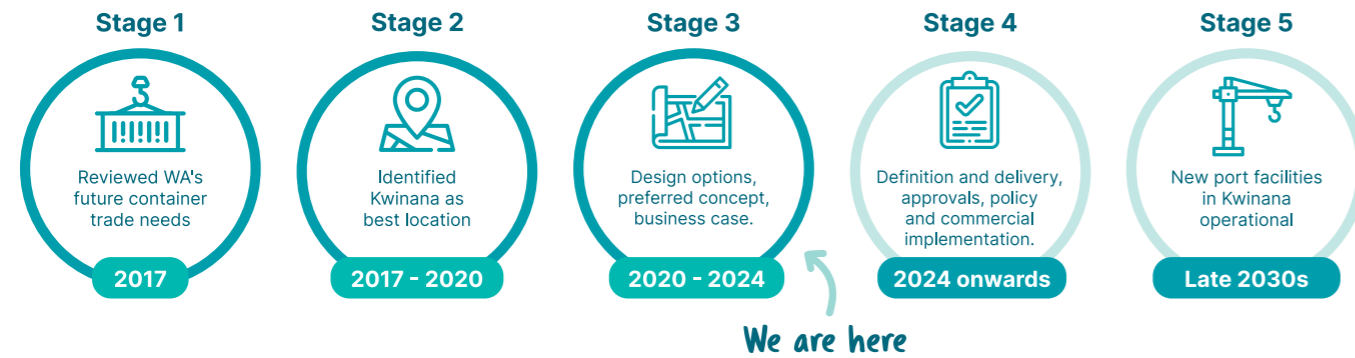 Stage 1
Reviewed WA's
future container
trade needs
2017
Stage 2
Identified
Kwinana as
best location
2017 - 2020
Stage 3
Design options,
preferred concept,
business case.
2020 - 2024
Stage 4
Definition and delivery,
approvals, policy
and commercial
implementation.
2024 onwards
Stage 5
New port facilities
in Kwinana
operational
Late 2030s
We are here